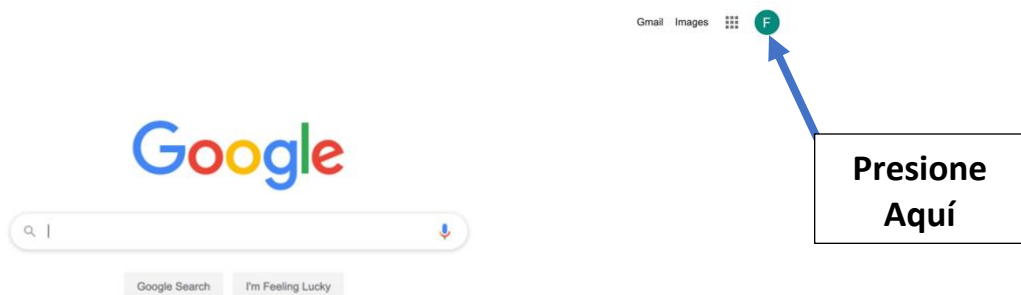 Gmail Images F
Google
Presione
Aquí
Google Search I'm Feeling Lucky